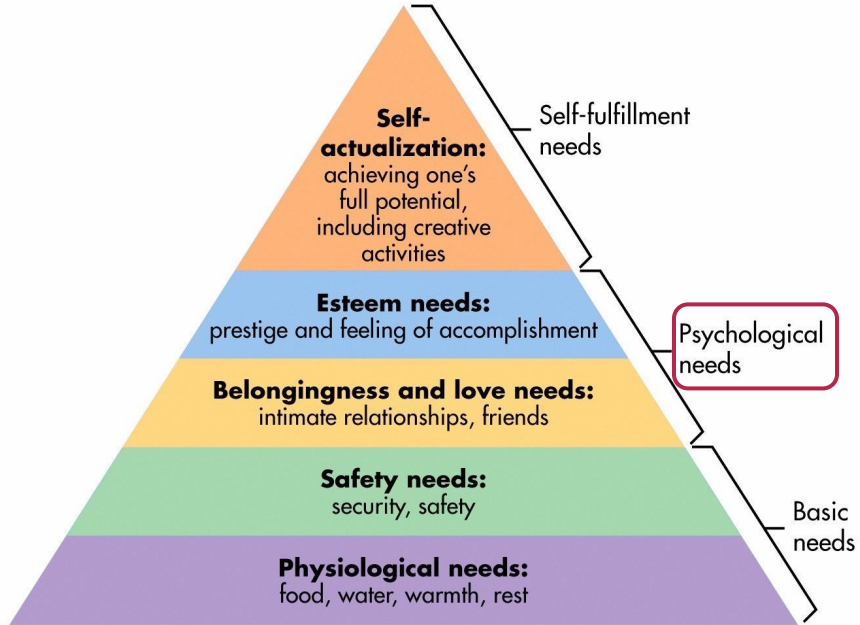 Self-
actualization:
achieving one's
full potential,
including creative
activities
Self-fulfillment
needs
Esteem needs:
prestige and feeling of accomplishment
Psychological
needs
Belongingness and love needs:
intimate relationships, friends
Safety needs:
security, safety
Basic
needs
Physiological needs:
food, water, warmth, rest